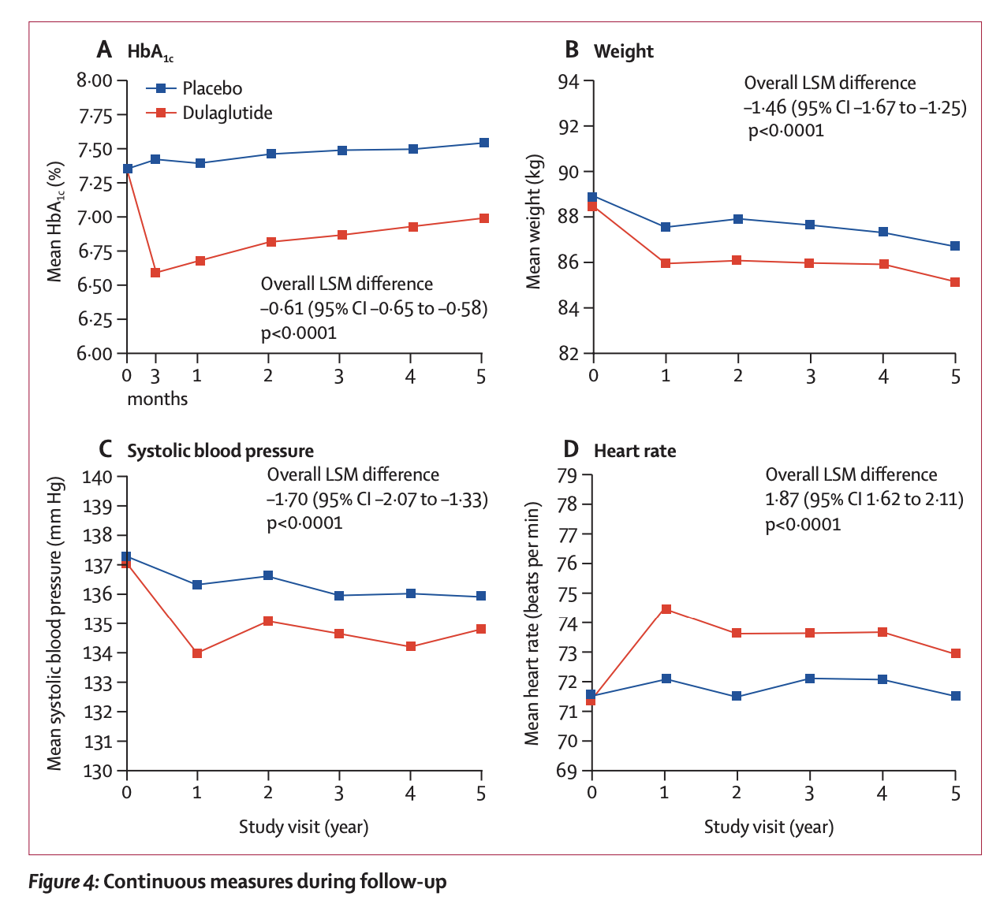 A HbA1c
8·00
7·75
7·50
7·25
7·00
6·75
6·50
6·25
6·00
Mean HbA1c (%)
Placebo
Dulaglutide
Overall LSM difference
–0·61 (95% CI –0·65 to –0·58)
p<0·0001
0 3 1 2 3 4 5
months
B Weight
94
92
90
88
86
84
82
Mean weight (kg)
Overall LSM difference
–1·46 (95% CI –1·67 to –1·25)
p<0·0001
0 1 2 3 4 5
C Systolic blood pressure
140
139
138
137
136
135
134
133
132
131
130
Mean systolic blood pressure (mm Hg)
Overall LSM difference
–1·70 (95% CI –2·07 to –1·33)
p<0·0001
0 1 2 3 4 5
Study visit (year)
D Heart rate
79
78
77
76
75
74
73
72
71
70
69
Mean heart rate (beats per min)
Overall LSM difference
1·87 (95% CI 1·62 to 2·11)
p<0·0001
0 1 2 3 4 5
Study visit (year)
Figure 4: Continuous measures during follow-up